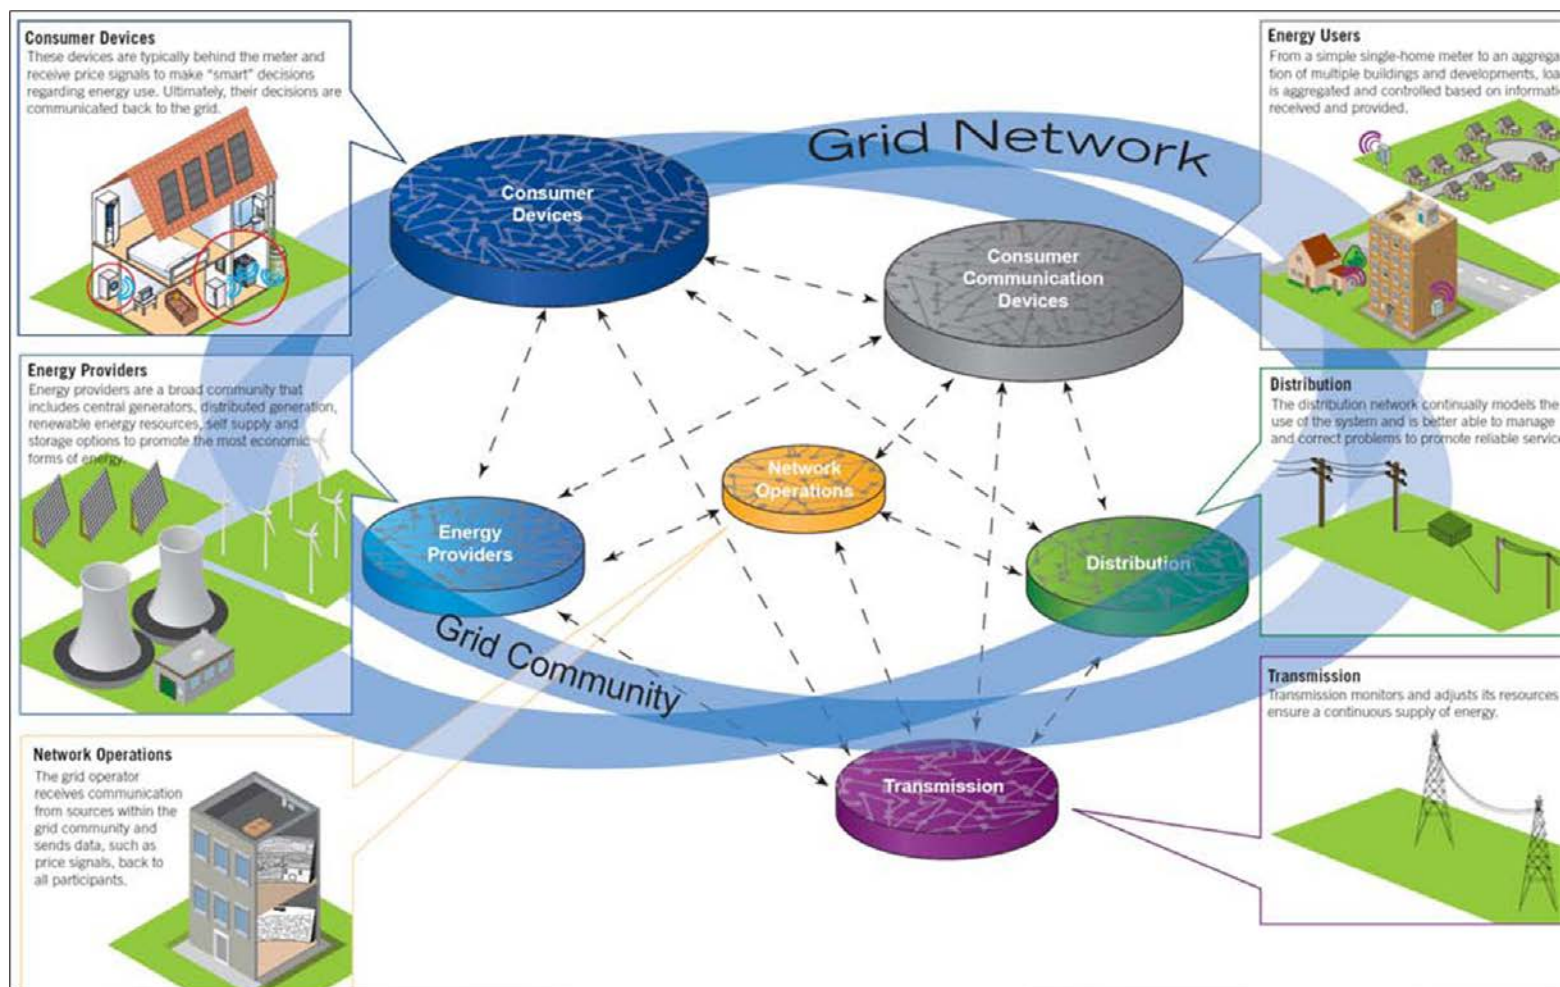 Consumer Devices
These devices are typically behind the meter and
receive price signals to make “smart” decisions
regarding energy use. Ultimately, their decisions are
communicated back to the grid.
Energy Users
From a simple single-home meter to an aggrega
tion of multiple buildings and developments, loa
is aggregated and controlled based on informati
received and provided.
Grid Network
Consumer
Devices
Consumer
Communication
Devices
Energy Providers
Energy providers are a broad community that
includes central generators, distributed generation,
renewable energy resources, self supply and
storage options to promote the most economic
forms of energy.
Distribution
The distribution network continually models the
use of the system and is better able to manage
and correct problems to promote reliable service
Network
Operations
Energy
Providers
Distribution
Grid Community
Transmission
Transmission monitors and adjusts its resources
ensure a continuous supply of energy.
Transmission
Network Operations
The grid operator
receives communication
from sources within the
grid community and
sends data, such as
price signals, back to
all participants.